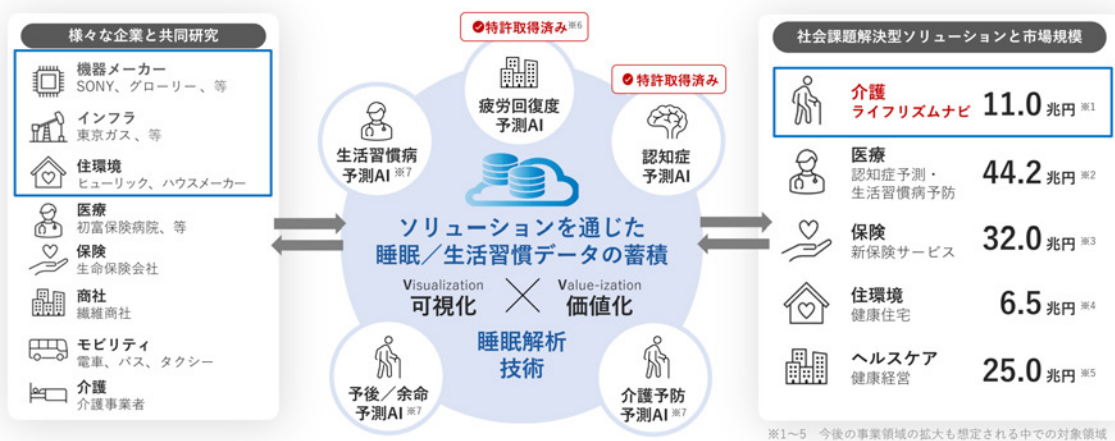 様々な企業と共同研究
機器メーカー
SONY、グローリー、等
インフラ
東京ガス、等
住環境
ヒューリック、ハウスメーカー
医療
初富保険病院、等
保険
生命保険会社
商社
繊維商社
モビリティ
電車、バス、タクシー
介護
介護事業者
特許取得済み※6
疲労回復度
予測AI
特許取得済み
認知症
予測AI
生活習慣病
予測AI※7
ソリューションを通じた
睡眠／生活習慣データの蓄積
Visualization
可視化
Value-ization
価値化
睡眠解析
技術
予後／余命
予測AI※7
介護予防
予測AI※7
社会課題解決型ソリューションと市場規模
介護
ライフリズムナビ
11.0兆円※1
医療
認知症予測・
生活習慣病予防
44.2兆円※2
保険
新保険サービス
32.0兆円※3
住環境
健康住宅
6.5兆円※4
ヘルスケア
健康経営
25.0兆円※5
※1~5 今後の事業領域の拡大も想定される中での対象領域